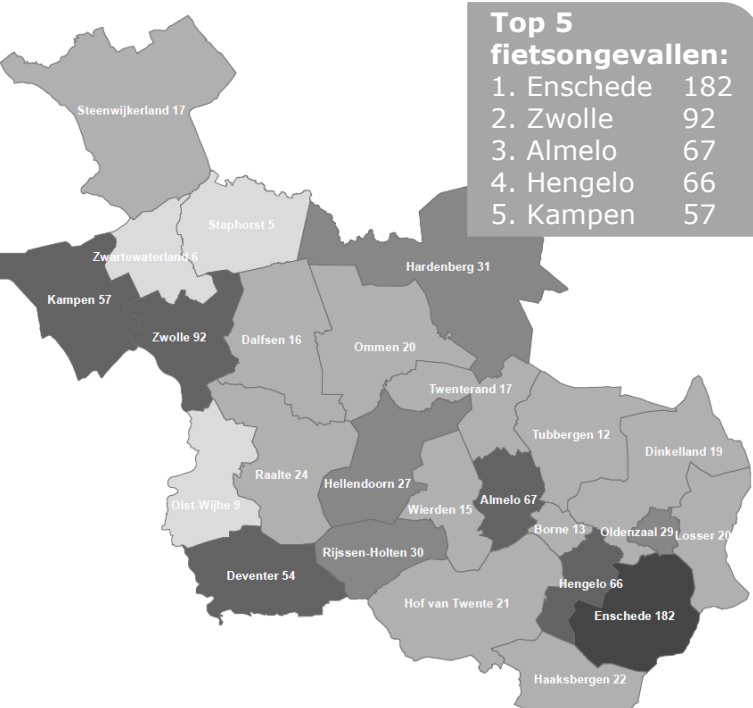 Top 5
fietsongevallen:
1. Enschede 182
2. Zwolle 92
3. Almelo 67
4. Hengelo 66
5. Kampen 57
Steenwijkerland 17
Staphorst 5
Zwartewaterland 6
Hardenberg 31
Kampen 57
Zwolle 92
Dalfsen 16
Ommen 20
Twenterand 17
Tubbergen 12
Dinkelland 19
Raalte 24
Hellendoorn 27
Almelo 67
Olst-Wijhe 9
Wierden 15
Borne 13
Oldenzaal 29
Losser 20
Rijssen-Holten 30
Deventer 54
Hengelo 66
Hof van Twente 21
Enschede 182
Haaksbergen 22